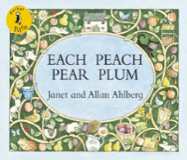 EACH PEACH
PEAR PLUM
Janet and Allan Ahlberg